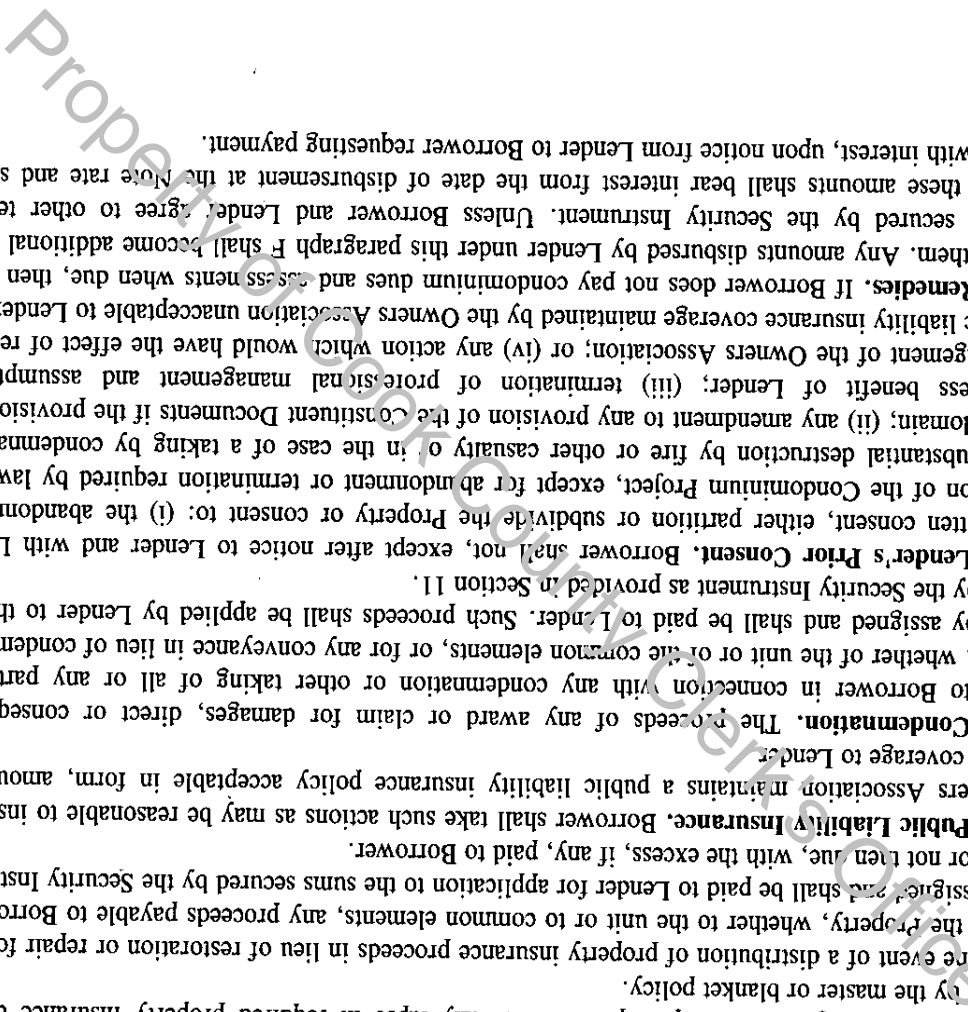 by the master or blanket policy.
the event of a distribution of property insurance proceeds in lieu of restoration or repair fo
the Property, whether to the unit or to common elements, any proceeds payable to Borro
ssigned and shall be paid to Lender for application to the sums secured by the Security Inst
or not then due, with the excess, if any, paid to Borrower.
Public Liability Insurance. Borrower shall take such actions as may be reasonable to ins
ers Association maintains a public liability insurance policy acceptable in form, amou
coverage to Lender.
Condemnation. The proceeds of any award or claim for damages, direct or conseq
to Borrower in connection with any condemnation or other taking of all or any part
whether of the unit or of the common elements, or for any conveyance in lieu of condem
by assigned and shall be paid to Lender. Such proceeds shall be applied by Lender to th
by the Security Instrument as provided in Section 11.
Lender's Prior Consent. Borrower shall not, except after notice to Lender and with L
tten consent, either partition or subdivide the Property or consent to: (i) the abandonm
on of the Condominium Project, except for abandonment or termination required by law
ubstantial destruction by fire or other casualty or in the case of a taking by condemna
domain; (ii) any amendment to any provision of the Constituent Documents if the provisio
ess benefit of Lender; (iii) termination of professional management and assumpt
gement of the Owners Association; or (iv) any action which would have the effect of re
c liability insurance coverage maintained by the Owners Association unacceptable to Lender
Remedies. If Borrower does not pay condominium dues and assessments when due, then
them. Any amounts disbursed by Lender under this paragraph F shall become additional
secured by the Security Instrument. Unless Borrower and Lender agree to other te
these amounts shall bear interest from the date of disbursement at the Note rate and s
with interest, upon notice from Lender to Borrower requesting payment.
Property of Cook County Clerk's Office